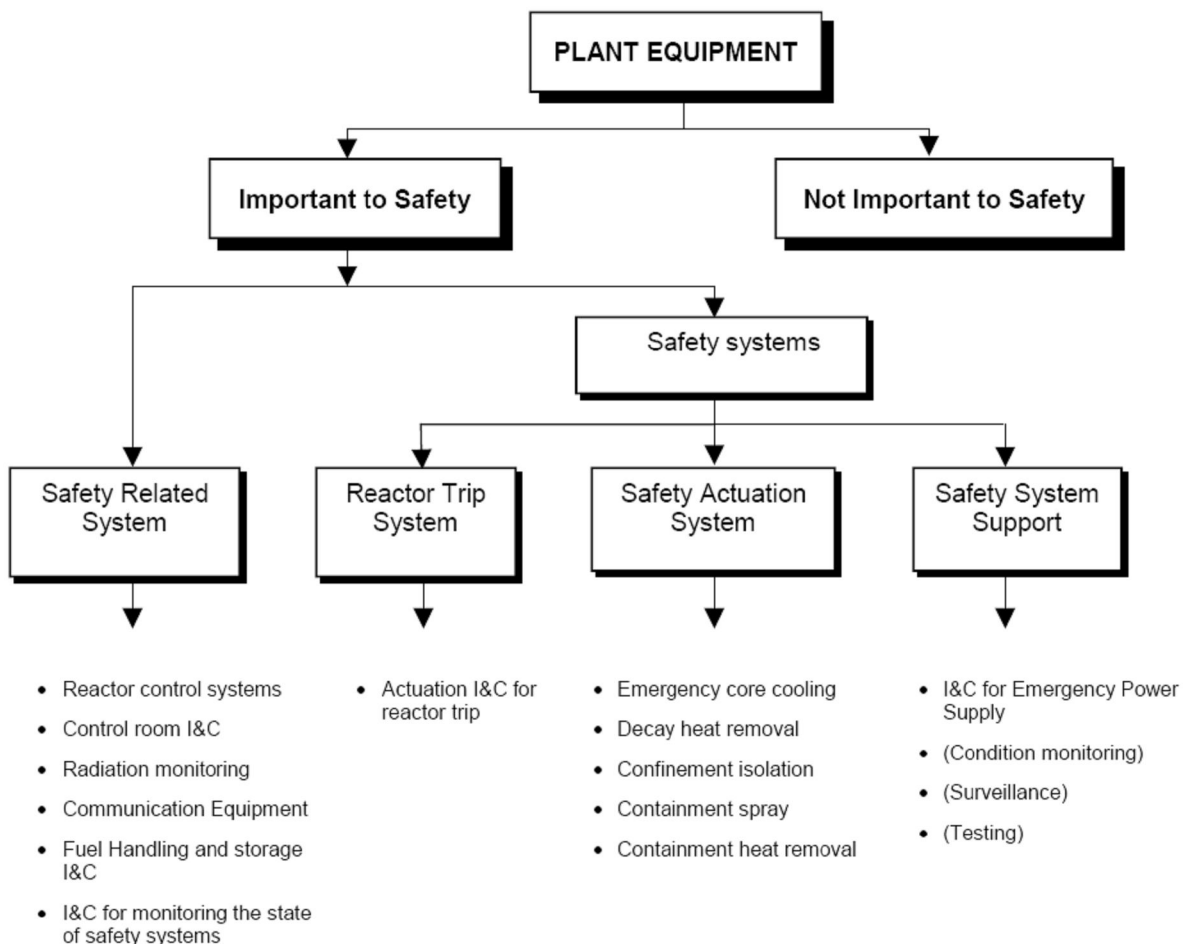 PLANT EQUIPMENT
Important to Safety
Not Important to Safety
Safety systems
Safety Related
System
Reactor Trip
System
Safety Actuation
System
Safety System
Support
• Reactor control systems
• Control room I&C
• Radiation monitoring
• Communication Equipment
• Fuel Handling and storage
I&C
• I&C for monitoring the state
of safety systems
• Actuation I&C for
reactor trip
• Emergency core cooling
• Decay heat removal
• Confinement isolation
• Containment spray
• Containment heat removal
• I&C for Emergency Power
Supply
• (Condition monitoring)
• (Surveillance)
• (Testing)